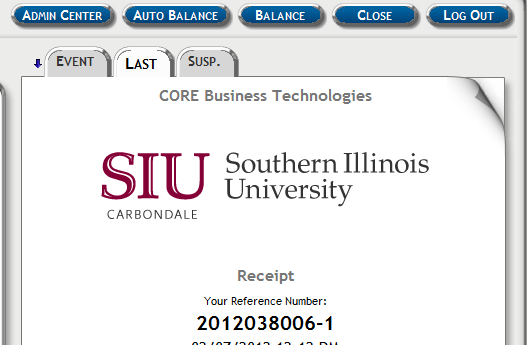 ADMIN CENTER AUTO BALANCE BALANCE CLOSE LOG OUT
EVENT LAST SUSP.
CORE Business Technologies
SIU Southern Illinois
University
CARBONDALE
Receipt
Your Reference Number:
2012038006-1